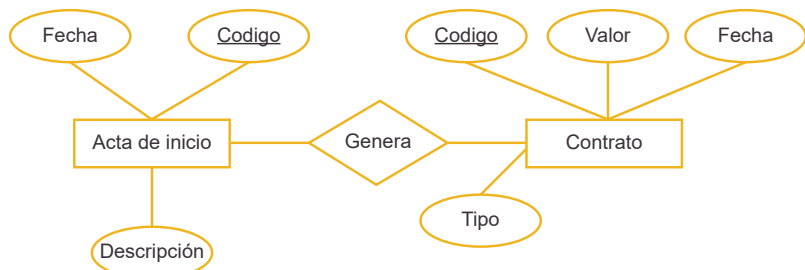 Fecha
Codigo
Codigo
Valor
Fecha
Acta de inicio
Genera
Contrato
Tipo
Descripción